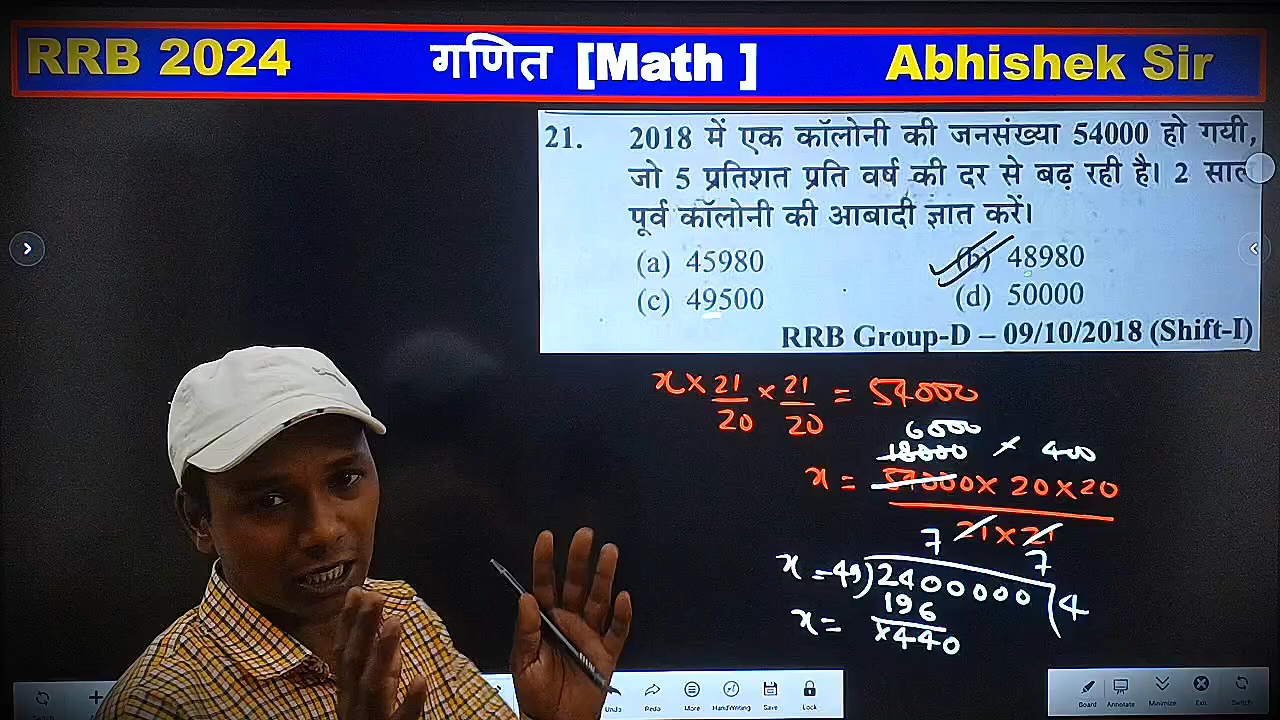 RRB 2024 गणित [Math ] Abhishek Sir
21. 2018 में एक कॉलोनी की जनसंख्या 54000 हो गयी,
जो 5 प्रतिशत प्रति वर्ष की दर से बढ़ रही है। 2 साल
पूर्व कॉलोनी की आबादी ज्ञात करें।
(a) 45980 (b) 48980
(c) 49500 (d) 50000
RRB Group-D – 09/10/2018 (Shift-I)
x × 21/20 × 21/20 = 54000
6000
18000 × 400
x = 54000 × 20 × 20
21 × 21
7 7
x = 49) 2400000 ( 4
196
x = ×440
Undo Redo More HandWriting Save Lock
Board Annotate Minimize Exit Switch